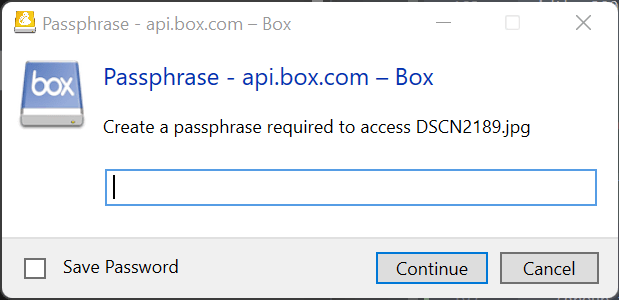 Passphrase - api.box.com – Box
box
Passphrase - api.box.com – Box
Create a passphrase required to access DSCN2189.jpg
Save Password
Continue
Cancel